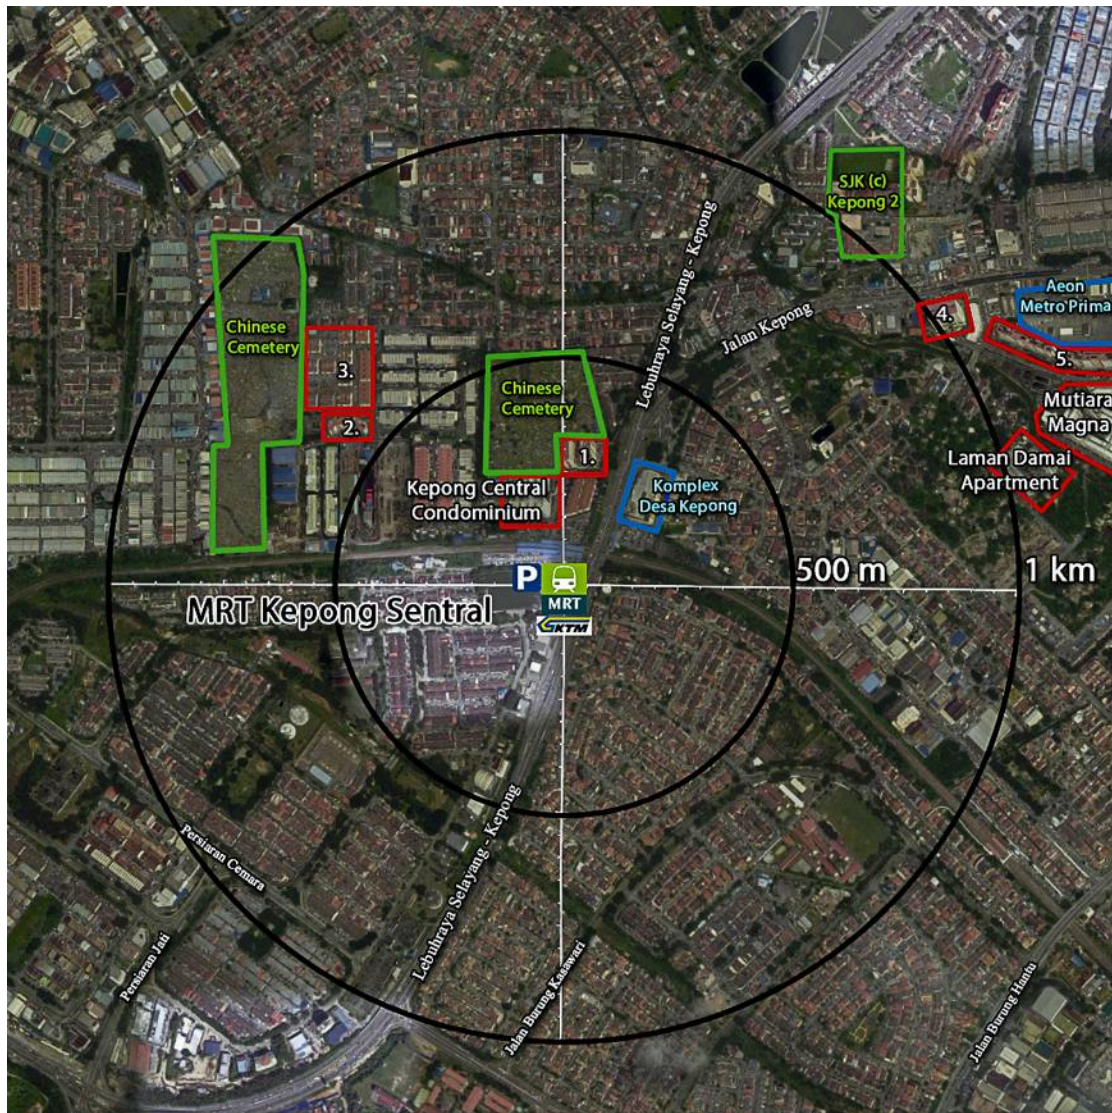 SJK (c)
Kepong 2
Lebuhraya Selayang - Kepong
Aeon
Metro Prima
Jalan Kepong
4.
Chinese
Cemetery
3.
5.
2.
Chinese
Cemetery
Mutiara
Magna
1.
Laman Damai
Apartment
Kepong Central
Condominium
Komplex
Desa Kepong
P
MRT
KTM
500 m
1 km
MRT Kepong Sentral
Persiaran Cemara
Lebuhraya Selayang - Kepong
Persiaran Jati
Jalan Burung Kasawari
Jalan Burung Hantu